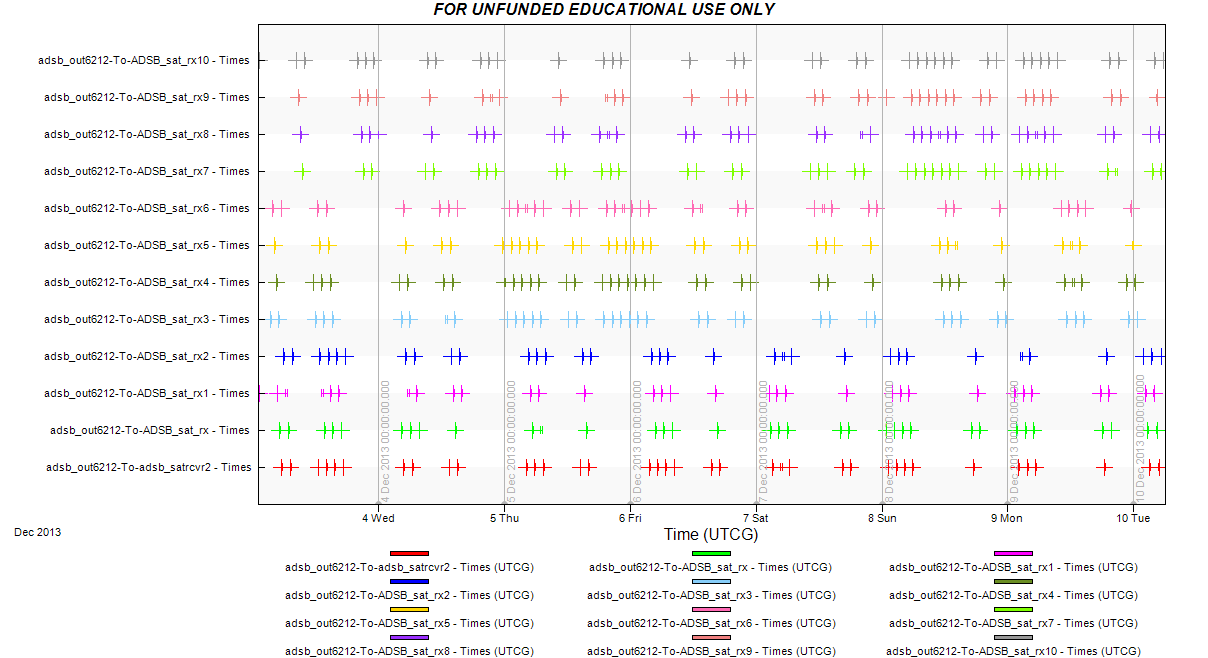 FOR UNFUNDED EDUCATIONAL USE ONLY
adsb_out6212-To-ADSB_sat_rx10 - Times
adsb_out6212-To-ADSB_sat_rx9 - Times
adsb_out6212-To-ADSB_sat_rx8 - Times
adsb_out6212-To-ADSB_sat_rx7 - Times
adsb_out6212-To-ADSB_sat_rx6 - Times
adsb_out6212-To-ADSB_sat_rx5 - Times
adsb_out6212-To-ADSB_sat_rx4 - Times
adsb_out6212-To-ADSB_sat_rx3 - Times
adsb_out6212-To-ADSB_sat_rx2 - Times
adsb_out6212-To-ADSB_sat_rx1 - Times
adsb_out6212-To-ADSB_sat_rx - Times
adsb_out6212-To-adsb_satrcvr2 - Times
4 Dec 2013 00:00:00.000
5 Dec 2013 00:00:00.000
6 Dec 2013 00:00:00.000
7 Dec 2013 00:00:00.000
8 Dec 2013 00:00:00.000
9 Dec 2013 00:00:00.000
10 Dec 2013 00:00:00.000
4 Wed 5 Thu 6 Fri 7 Sat 8 Sun 9 Mon 10 Tue
Dec 2013
Time (UTCG)
adsb_out6212-To-adsb_satrcvr2 - Times (UTCG) adsb_out6212-To-ADSB_sat_rx - Times (UTCG) adsb_out6212-To-ADSB_sat_rx1 - Times (UTCG)
adsb_out6212-To-ADSB_sat_rx2 - Times (UTCG) adsb_out6212-To-ADSB_sat_rx3 - Times (UTCG) adsb_out6212-To-ADSB_sat_rx4 - Times (UTCG)
adsb_out6212-To-ADSB_sat_rx5 - Times (UTCG) adsb_out6212-To-ADSB_sat_rx6 - Times (UTCG) adsb_out6212-To-ADSB_sat_rx7 - Times (UTCG)
adsb_out6212-To-ADSB_sat_rx8 - Times (UTCG) adsb_out6212-To-ADSB_sat_rx9 - Times (UTCG) adsb_out6212-To-ADSB_sat_rx10 - Times (UTCG)